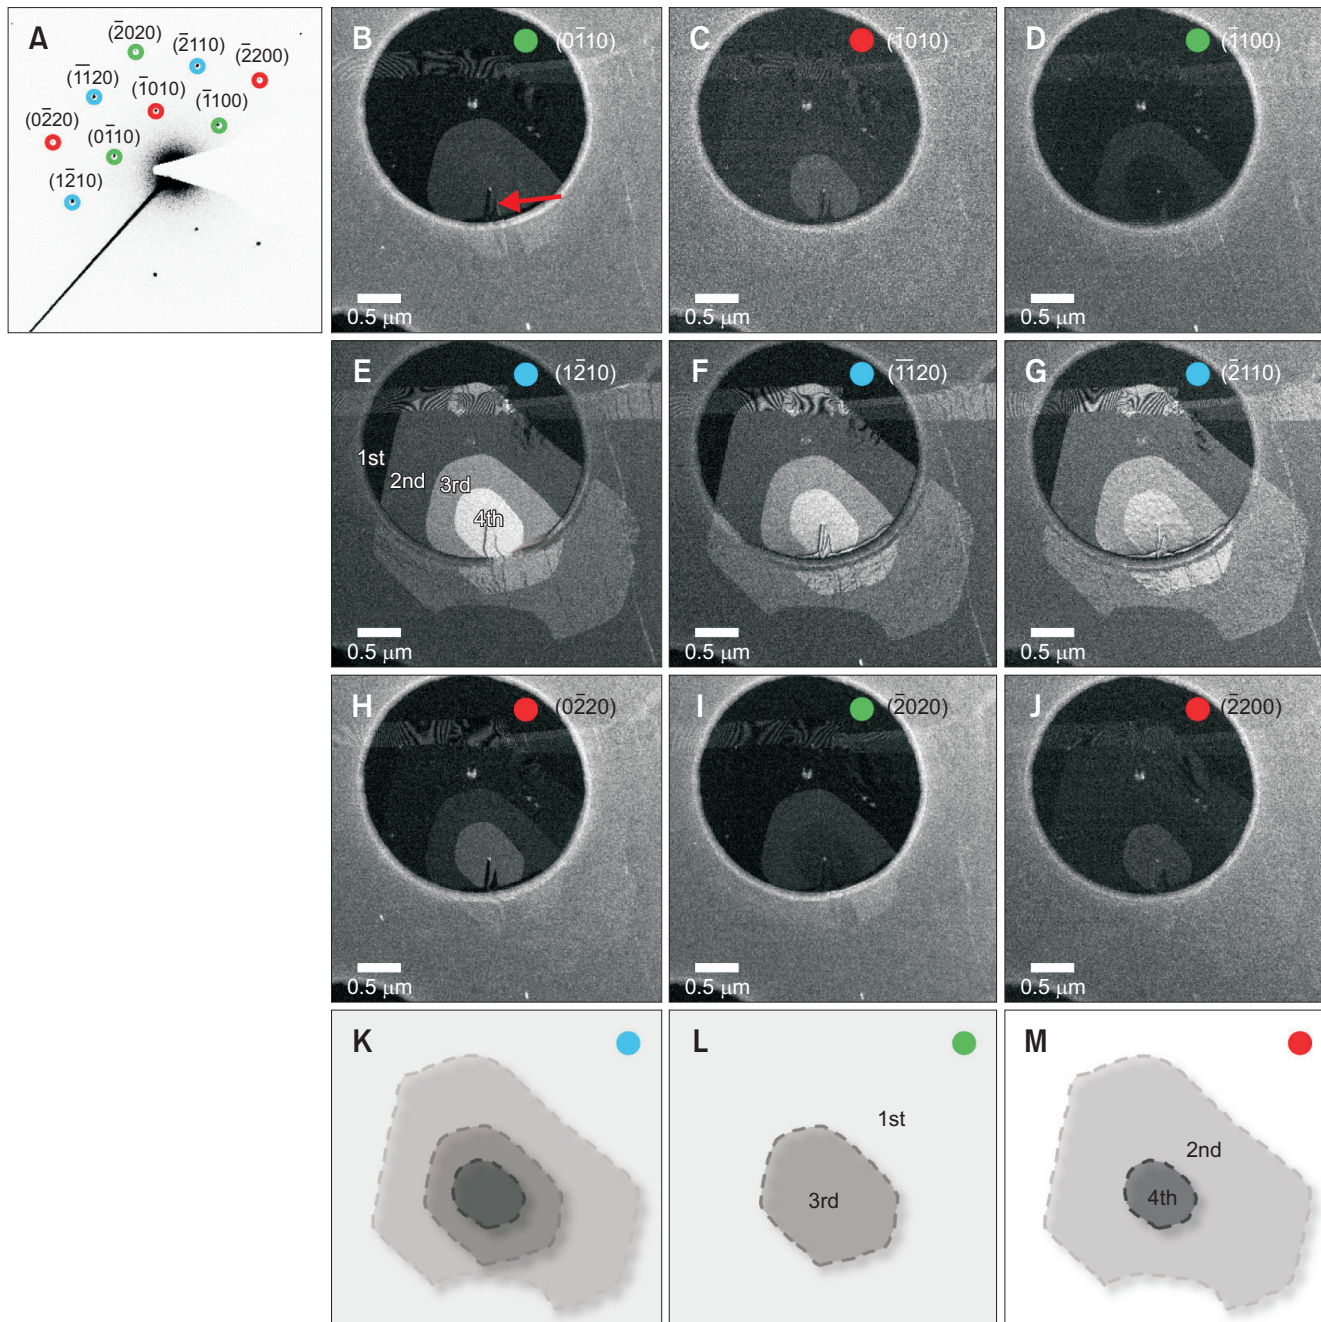 A
(2̅020)
(2̅110)
(2̅200)
(1̅1̅20)
(1̅010)
(1̅100)
(02̅20)
(01̅10)
(12̅10)
B
(01̅10)
0.5 μm
C
(1̅010)
0.5 μm
D
(1̅100)
0.5 μm
E
(12̅10)
1st
2nd
3rd
4th
0.5 μm
F
(1̅1̅20)
0.5 μm
G
(2̅110)
0.5 μm
H
(02̅20)
0.5 μm
I
(2̅020)
0.5 μm
J
(2̅200)
0.5 μm
K
L
1st
3rd
M
2nd
4th